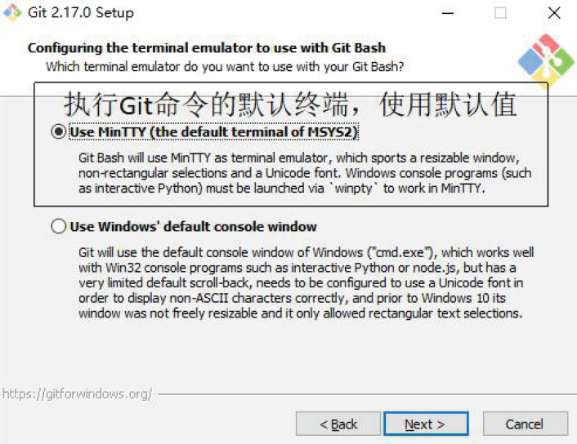 Git 2.17.0 Setup
Configuring the terminal emulator to use with Git Bash
Which terminal emulator do you want to use with your Git Bash?
执行Git命令的默认终端，使用默认值
Use MinTTY (the default terminal of MSYS2)
Git Bash will use MinTTY as terminal emulator, which sports a resizable window,
non-rectangular selections and a Unicode font. Windows console programs (such
as interactive Python) must be launched via `winpty` to work in MinTTY.
Use Windows' default console window
Git will use the default console window of Windows ("cmd.exe"), which works well
with Win32 console programs such as interactive Python or node.js, but has a
very limited default scroll-back, needs to be configured to use a Unicode font in
order to display non-ASCII characters correctly, and prior to Windows 10 its
window was not freely resizable and it only allowed rectangular text selections.
https://gitforwindows.org/
< Back
Next >
Cancel